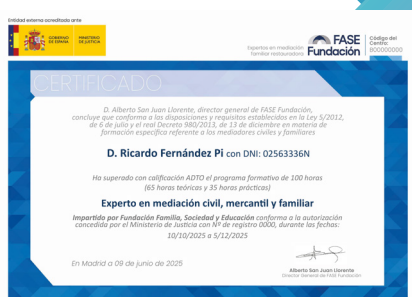 Entidad externa acreditada ante
GOBIERNO DE ESPAÑA
MINISTERIO DE JUSTICIA
Expertos en mediación
familiar restauradora
FASE
Fundación
Código del
Centro:
800000000
CERTIFICADO
D. Alberto San Juan Llorente, director general de FASE Fundación,
concluye que conforma a las disposiciones y requisitos establecidos en la Ley 5/2012,
de 6 de julio y el real Decreto 980/2013, de 13 de diciembre en materia de
formación específica referente a los mediadores civiles y familiares
D. Ricardo Fernández Pi con DNI: 02563336N
Ha superado con calificación ADTO el programa formativo de 100 horas
(65 horas teóricas y 35 horas prácticas)
Experto en mediación civil, mercantil y familiar
Impartido por Fundación Familia, Sociedad y Educación conforme a la autorización
concedida por el Ministerio de Justicia con Nº de registro 0000, durante las fechas:
10/10/2025 a 5/12/2025
En Madrid a 09 de junio de 2025
Alberto San Juan Llorente
Director General de FASE Fundación